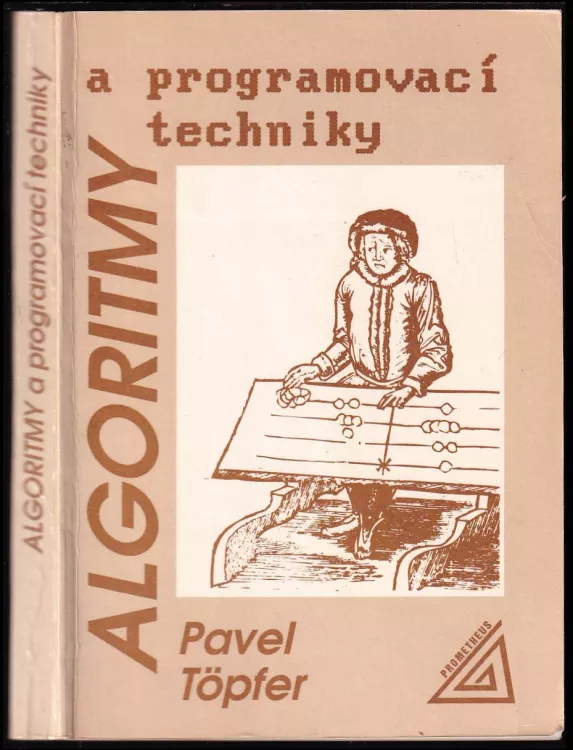 ALGORITMY a programovací techniky
ALGORITMY
a programovací
techniky
Pavel
Töpfer
PROMETHEUS